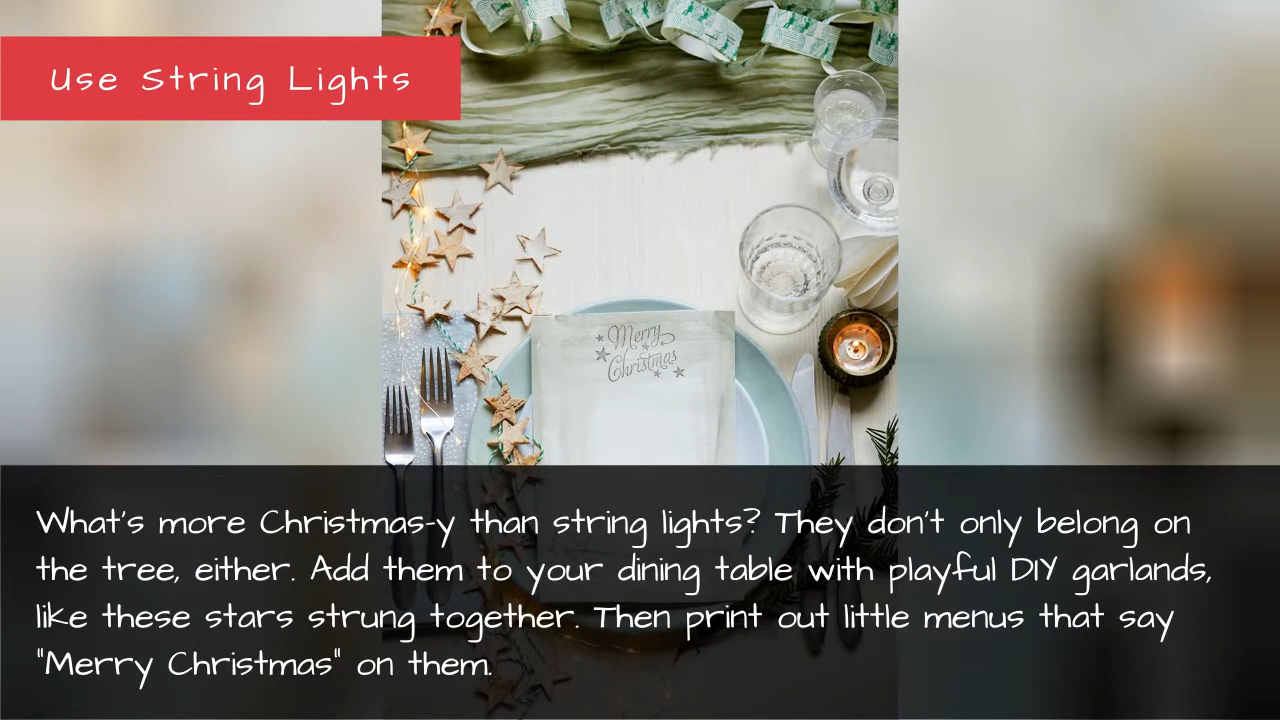 Use String Lights
Merry
Christmas
What's more Christmas-y than string lights? They don't only belong on
the tree, either. Add them to your dining table with playful DIY garlands,
like these stars strung together. Then print out little menus that say
"Merry Christmas" on them.